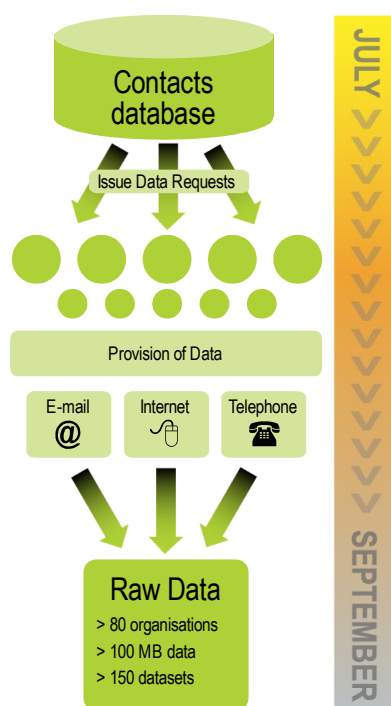 Contacts
database
Issue Data Requests
Provision of Data
E-mail
@
Internet
Telephone
Raw Data
> 80 organisations
> 100 MB data
> 150 datasets
JULY >>>>>>>>>>>>>>> SEPTEMBER